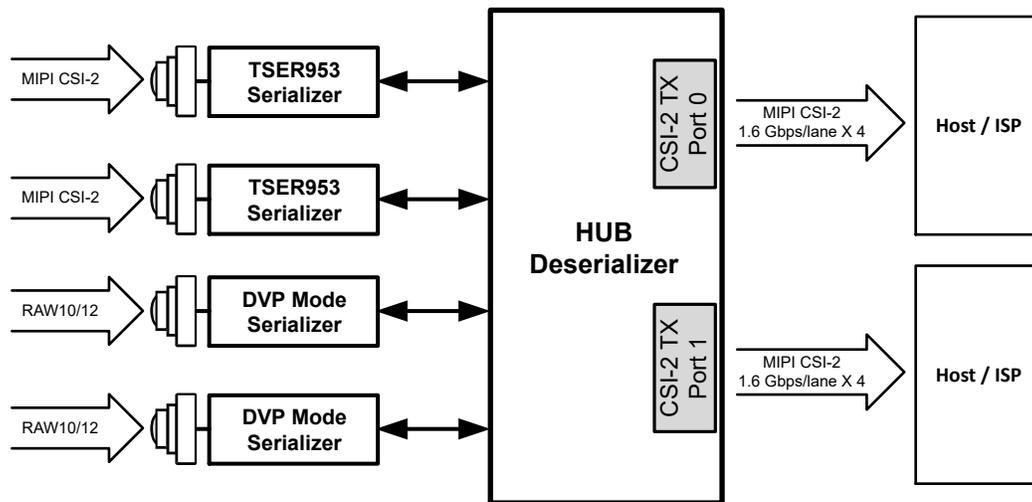 MIPI CSI-2
TSER953
Serializer
MIPI CSI-2
TSER953
Serializer
RAW10/12
DVP Mode
Serializer
RAW10/12
DVP Mode
Serializer
HUB
Deserializer
CSI-2 TX
Port 0
CSI-2 TX
Port 1
MIPI CSI-2
1.6 Gbps/lane X 4
Host / ISP
MIPI CSI-2
1.6 Gbps/lane X 4
Host / ISP